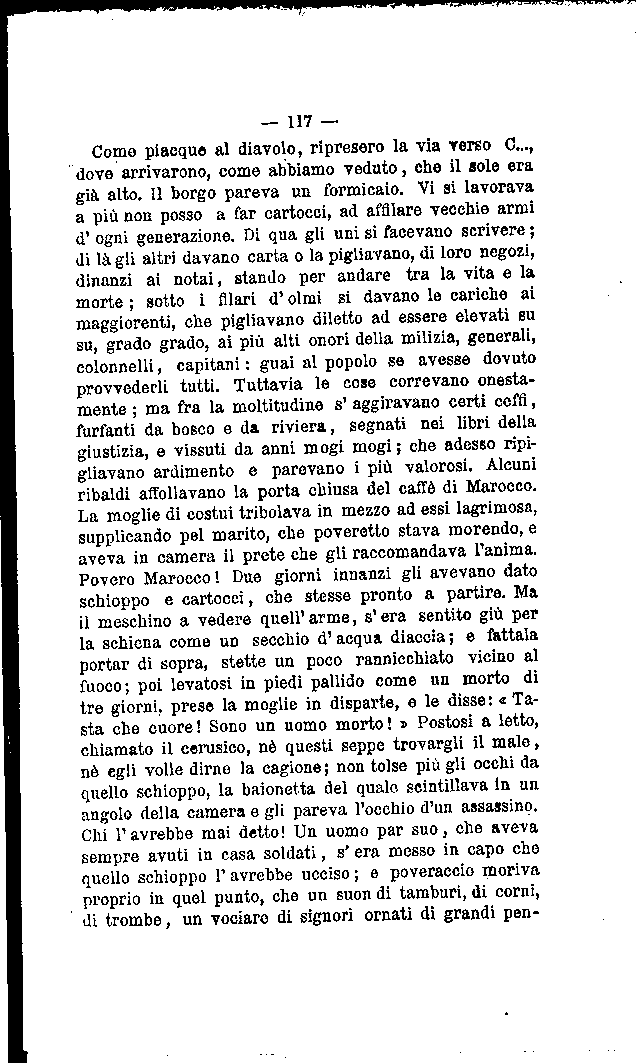 — 117 —
Come piacque al diavolo, ripresero la via verso C...,
dove arrivarono, come abbiamo veduto, che il sole era
già alto. Il borgo pareva un formicaio. Vi si lavorava
a più non posso a far cartocci, ad affilare vecchie armi
d' ogni generazione. Di qua gli uni si facevano scrivere;
di là gli altri davano carta o la pigliavano, di loro negozi,
dinanzi ai notai, stando per andare tra la vita e la
morte; sotto i filari d' olmi si davano le cariche ai
maggiorenti, che pigliavano diletto ad essere elevati su
su, grado grado, ai più alti onori della milizia, generali,
colonnelli, capitani: guai al popolo se avesse dovuto
provvederli tutti. Tuttavia le cose correvano onesta-
mente; ma fra la moltitudine s' aggiravano certi ceffi,
furfanti da bosco e da riviera, segnati nei libri della
giustizia, e vissuti da anni mogi mogi; che adesso ripi-
gliavano ardimento e parevano i più valorosi. Alcuni
ribaldi affollavano la porta chiusa del caffè di Marocco.
La moglie di costui tribolava in mezzo ad essi lagrimosa,
supplicando pel marito, che poveretto stava morendo, e
aveva in camera il prete che gli raccomandava l'anima.
Povero Marocco! Due giorni innanzi gli avevano dato
schioppo e cartocci, che stesse pronto a partire. Ma
il meschino a vedere quell' arme, s' era sentito giù per
la schiena come un secchio d' acqua diaccia; e fattala
portar di sopra, stette un poco rannicchiato vicino al
fuoco; poi levatosi in piedi pallido come un morto di
tre giorni, prese la moglie in disparte, e le disse: « Ta-
sta che cuore! Sono un uomo morto! » Postosi a letto,
chiamato il cerusico, nè questi seppe trovargli il male,
nè egli volle dirne la cagione; non tolse più gli occhi da
quello schioppo, la baionetta del quale scintillava in un
angolo della camera e gli pareva l'occhio d'un assassino.
Chi l' avrebbe mai detto! Un uomo par suo, che aveva
sempre avuti in casa soldati, s' era messo in capo che
quello schioppo l' avrebbe ucciso; e poveraccio moriva
proprio in quel punto, che un suon di tamburi, di corni,
di trombe, un vociare di signori ornati di grandi pen-